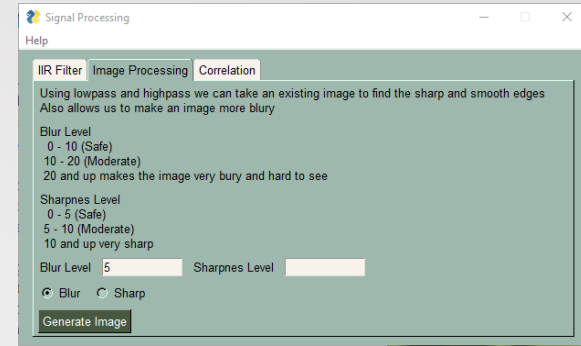 Signal Processing
Help
IIR Filter Image Processing Correlation
Using lowpass and highpass we can take an existing image to find the sharp and smooth edges
Also allows us to make an image more blury
Blur Level
0 - 10 (Safe)
10 - 20 (Moderate)
20 and up makes the image very bury and hard to see
Sharpnes Level
0 - 5 (Safe)
5 - 10 (Moderate)
10 and up very sharp
Blur Level 5 Sharpnes Level
Blur Sharp
Generate Image